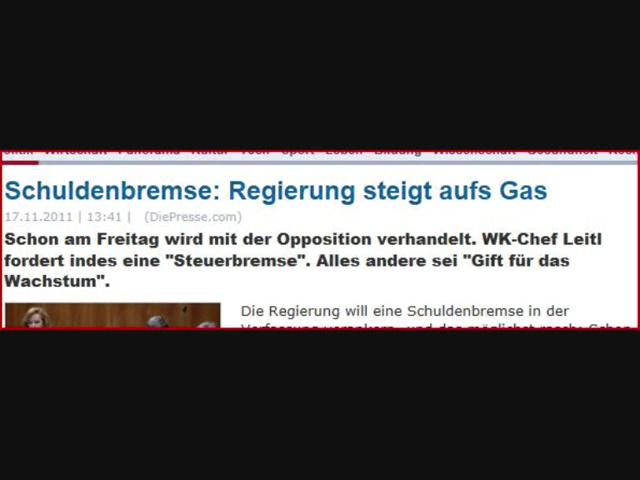 Schuldenbremse: Regierung steigt aufs Gas
17.11.2011 | 13:41 | (DiePresse.com)
Schon am Freitag wird mit der Opposition verhandelt. WK-Chef Leitl
fordert indes eine "Steuerbremse". Alles andere sei "Gift für das
Wachstum".
Die Regierung will eine Schuldenbremse in der